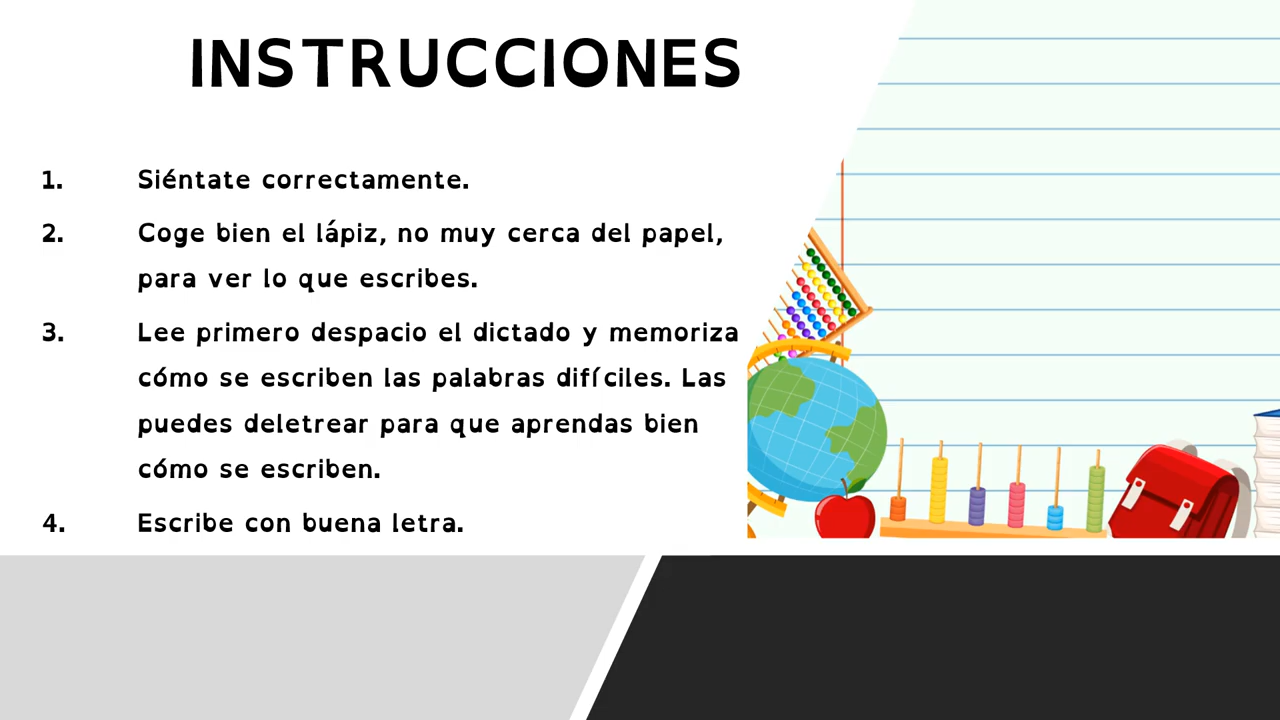 INSTRUCCIONES
1. Siéntate correctamente.
2. Coge bien el lápiz, no muy cerca del papel,
para ver lo que escribes.
3. Lee primero despacio el dictado y memoriza
cómo se escriben las palabras difíciles. Las
puedes deletrear para que aprendas bien
cómo se escriben.
4. Escribe con buena letra.